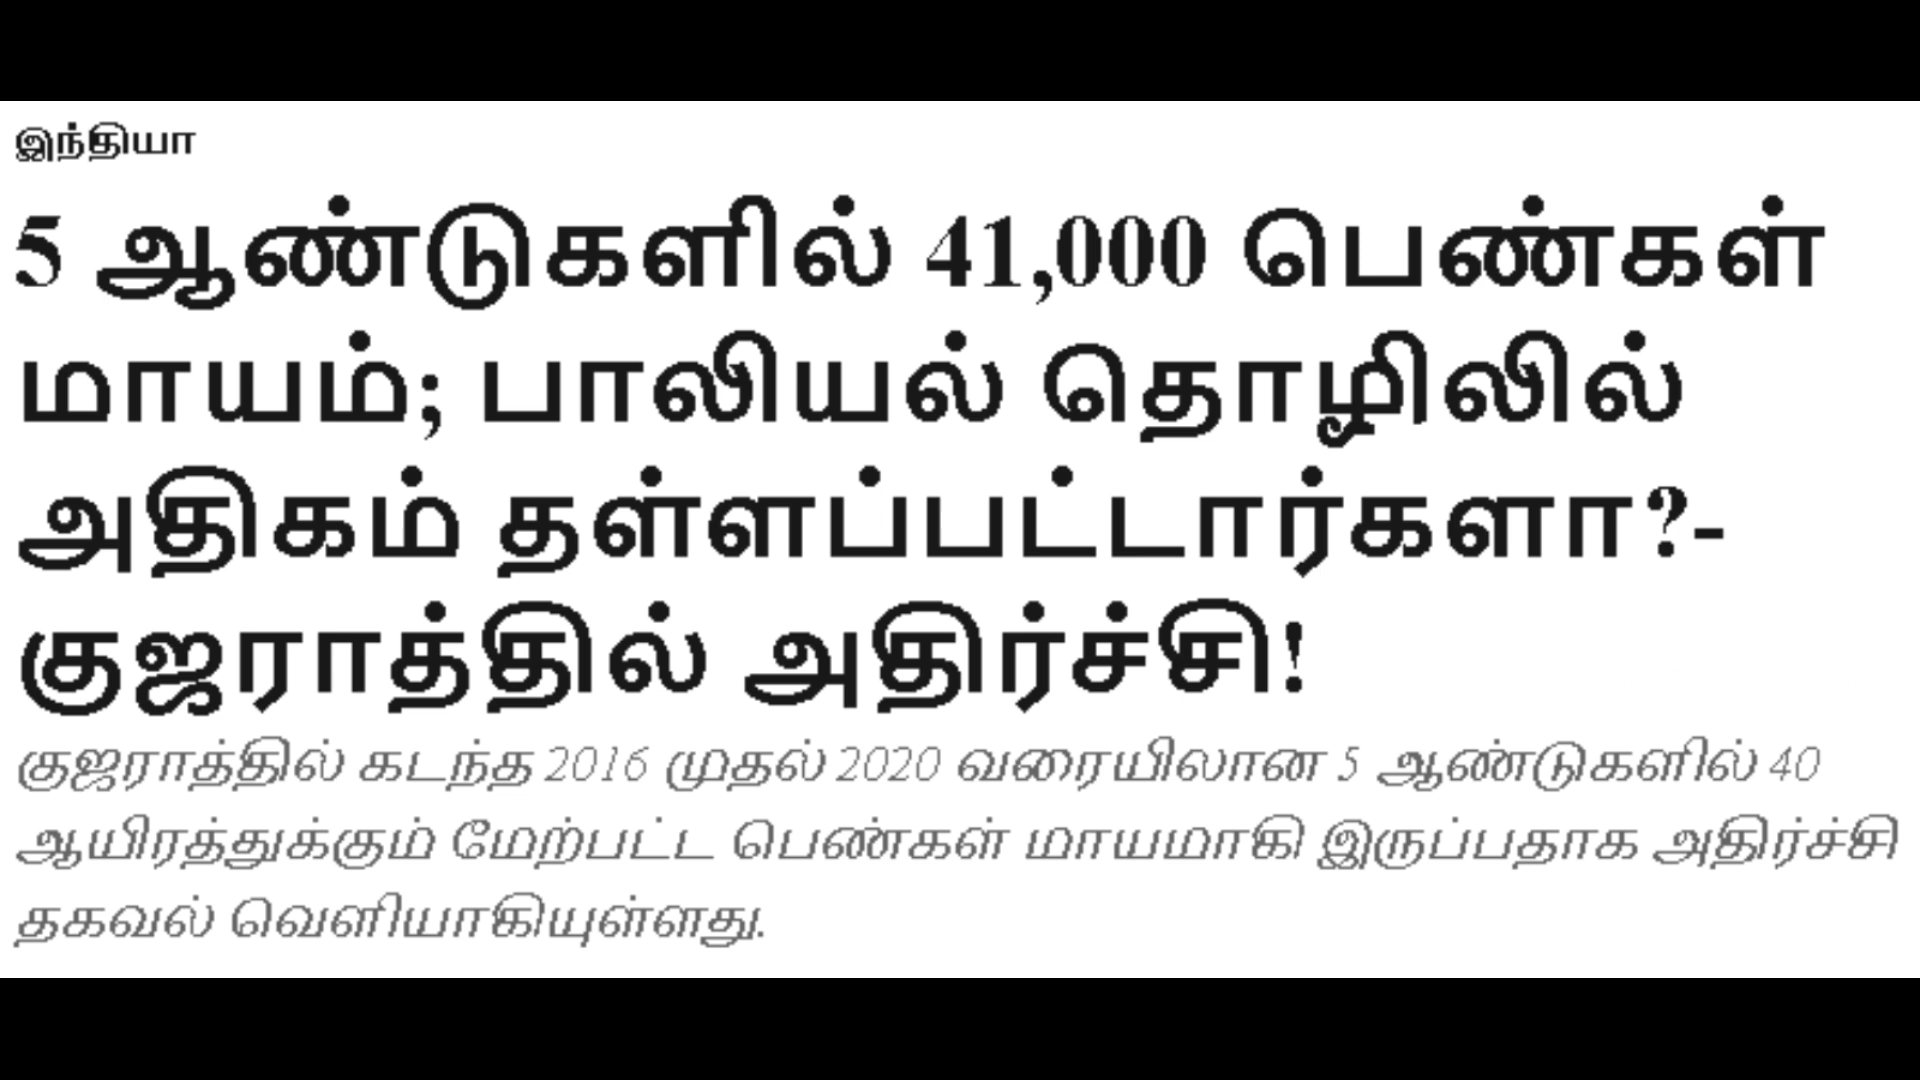 இந்தியா
5 ஆண்டுகளில் 41,000 பெண்கள்
மாயம்; பாலியல் தொழிலில்
அதிகம் தள்ளப்பட்டார்களா?-
குஜராத்தில் அதிர்ச்சி!
குஜராத்தில் கடந்த 2016 முதல் 2020 வரையிலான 5 ஆண்டுகளில் 40
ஆயிரத்துக்கும் மேற்பட்ட பெண்கள் மாயமாகி இருப்பதாக அதிர்ச்சி
தகவல் வெளியாகியுள்ளது.